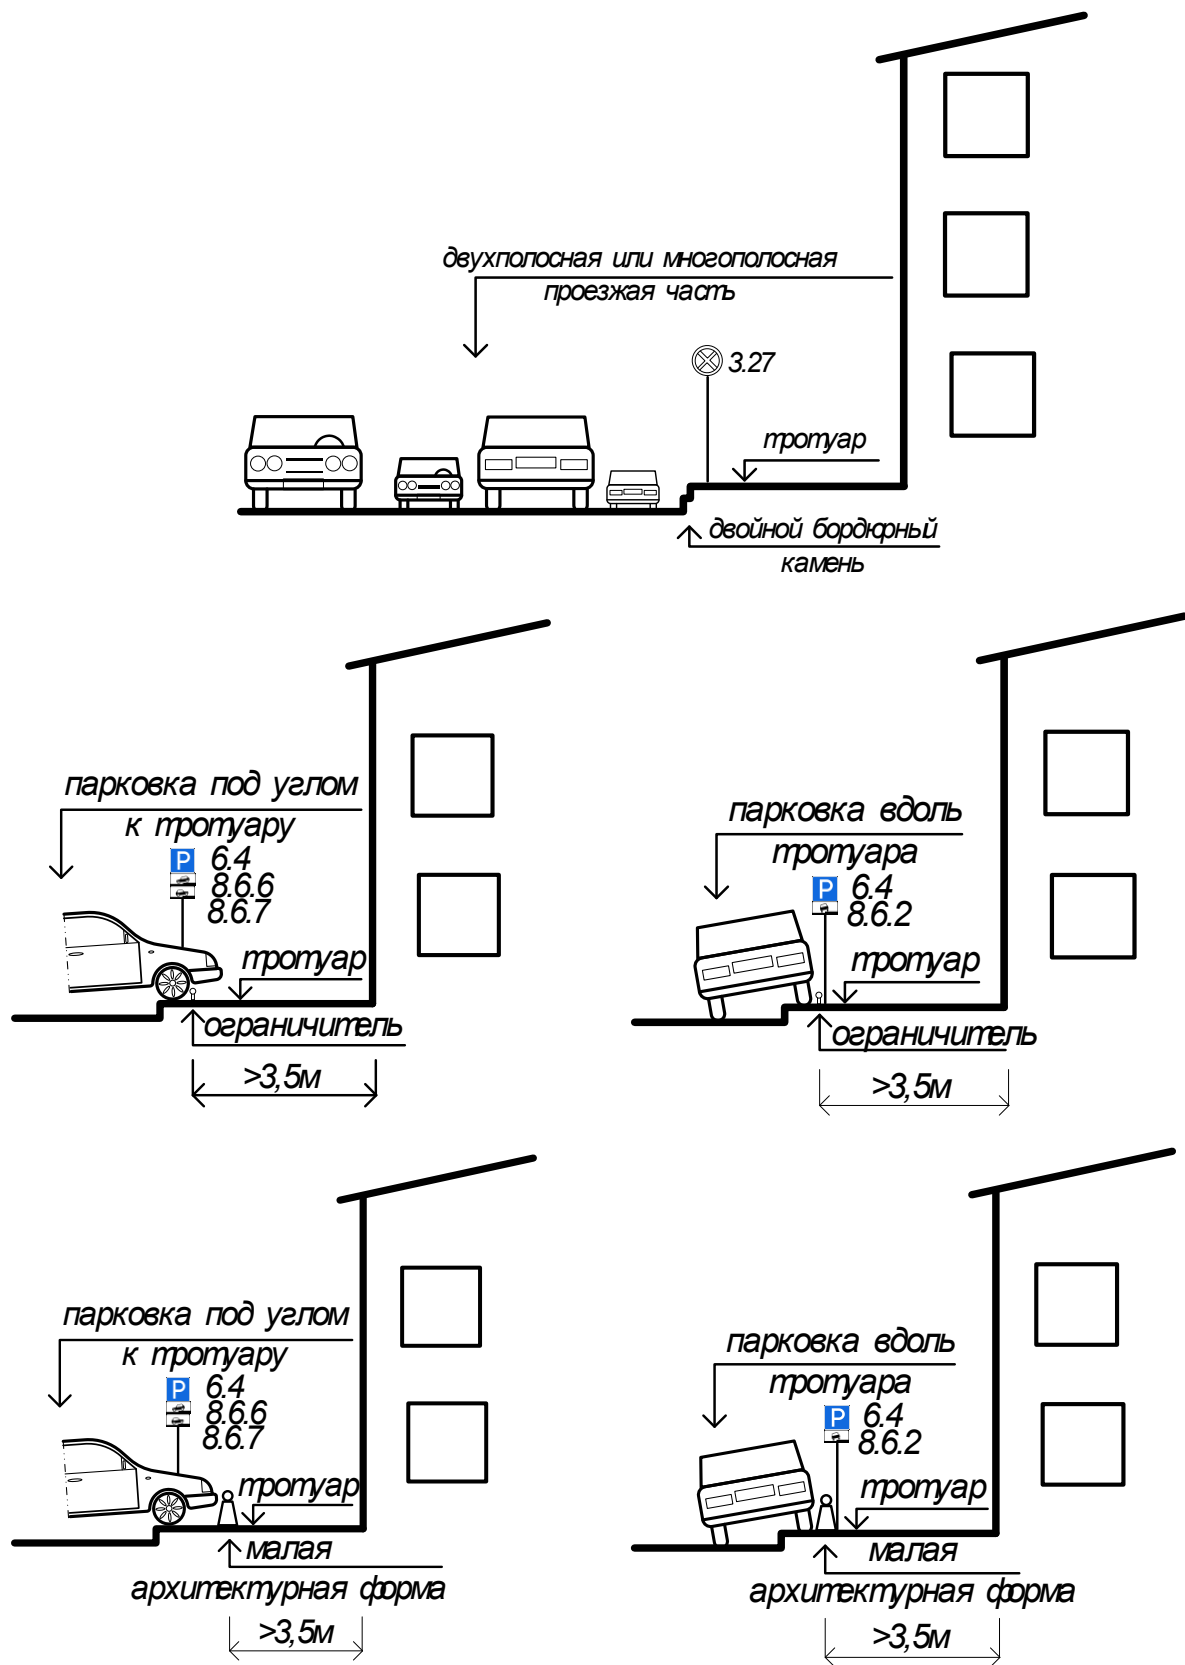 двухполосная или многополосная
проезжая часть
3.27
тротуар
двойной бордюрный
камень
парковка под углом
к тротуару
P 6.4
8.6.6
8.6.7
тротуар
ограничитель
>3,5м
парковка вдоль
тротуара
P 6.4
8.6.2
тротуар
ограничитель
>3,5м
парковка под углом
к тротуару
P 6.4
8.6.6
8.6.7
тротуар
малая
архитектурная форма
>3,5м
парковка вдоль
тротуара
P 6.4
8.6.2
тротуар
малая
архитектурная форма
>3,5м